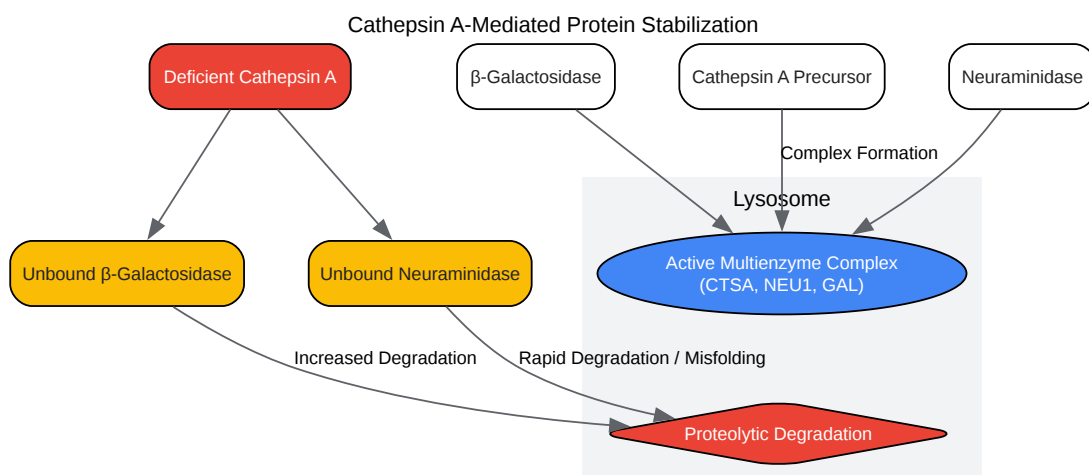 Cathepsin A-Mediated Protein Stabilization
Deficient Cathepsin A
β-Galactosidase
Cathepsin A Precursor
Neuraminidase
Complex Formation
Lysosome
Unbound β-Galactosidase
Unbound Neuraminidase
Active Multienzyme Complex
(CTSA, NEU1, GAL)
Increased Degradation
Rapid Degradation / Misfolding
Proteolytic Degradation